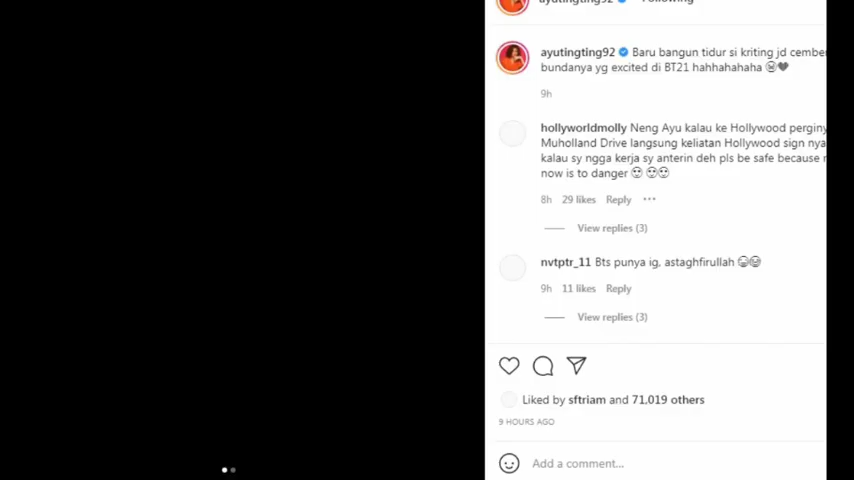 ayutingting92 Following
ayutingting92 Baru bangun tidur si kriting jd
bundanya yg excited di BT21 hahhahahaha
9h
hollyworldmolly Neng Ayu kalau ke Hollywood
Muholland Drive langsung keliatan Hollywood sign nya
kalau sy ngga kerja sy anterin deh pls be safe because
now is to danger
8h 29 likes Reply
View replies (3)
nvtptr_11 Bts punya ig, astaghfirullah
9h 11 likes Reply
View replies (3)
Liked by sftriam and 71,019 others
9 HOURS AGO
Add a comment...